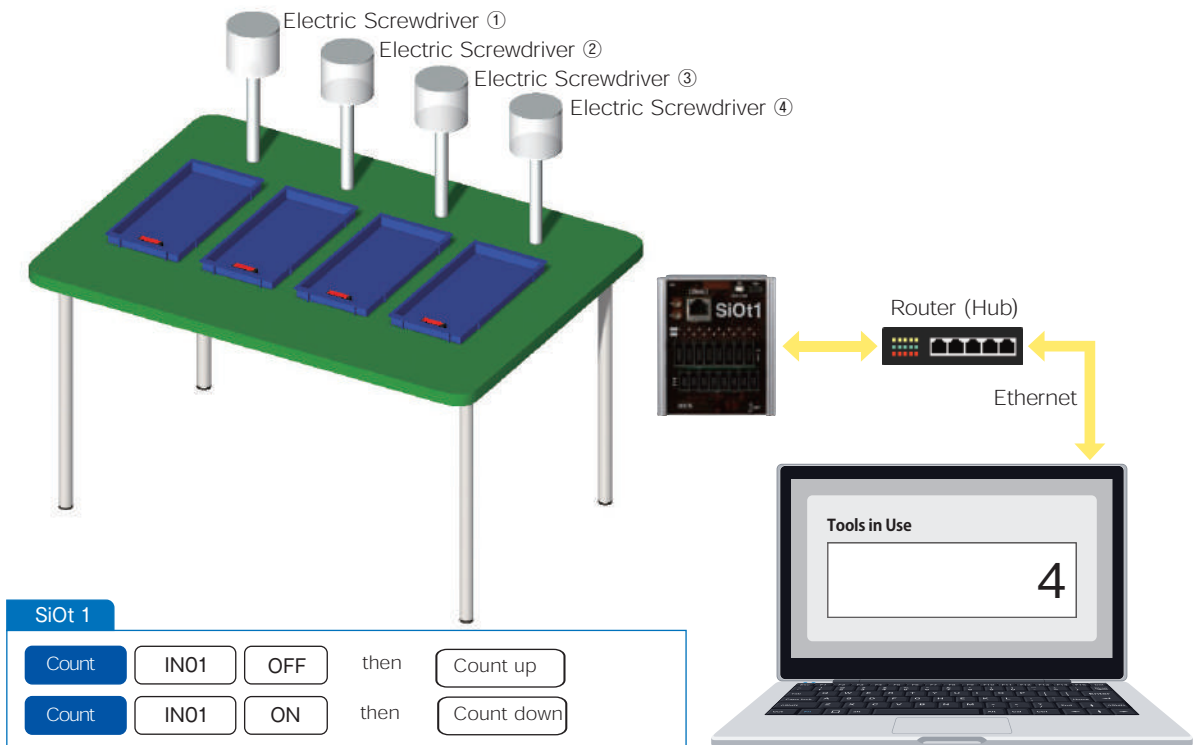 Electric Screwdriver ①
Electric Screwdriver ②
Electric Screwdriver ③
Electric Screwdriver ④
SiOt1
Router (Hub)
Ethernet
Tools in Use
4
SiOt 1
Count IN01 OFF then Count up
Count IN01 ON then Count down